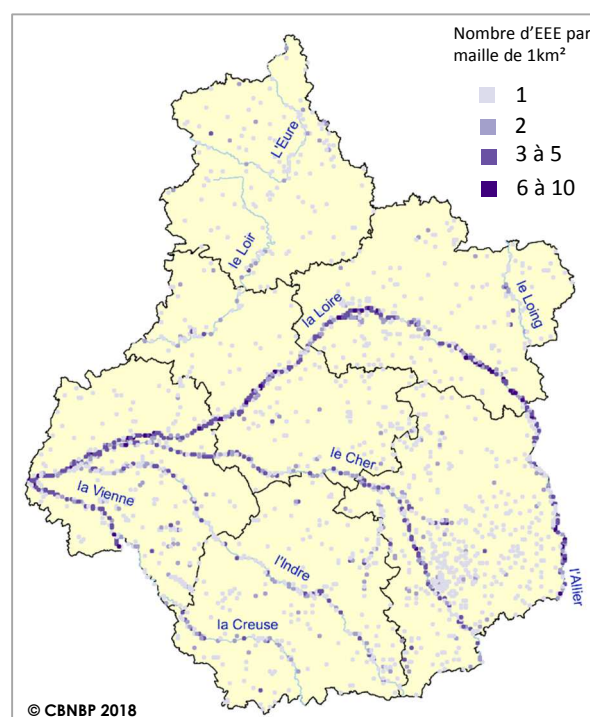 Nombre d'EEE par
maille de 1km²
1
2
3 à 5
6 à 10
L'Eure
le Loir
la Loire
le Loing
le Cher
la Vienne
l'Indre
l'Allier
la Creuse
© CBNBP 2018